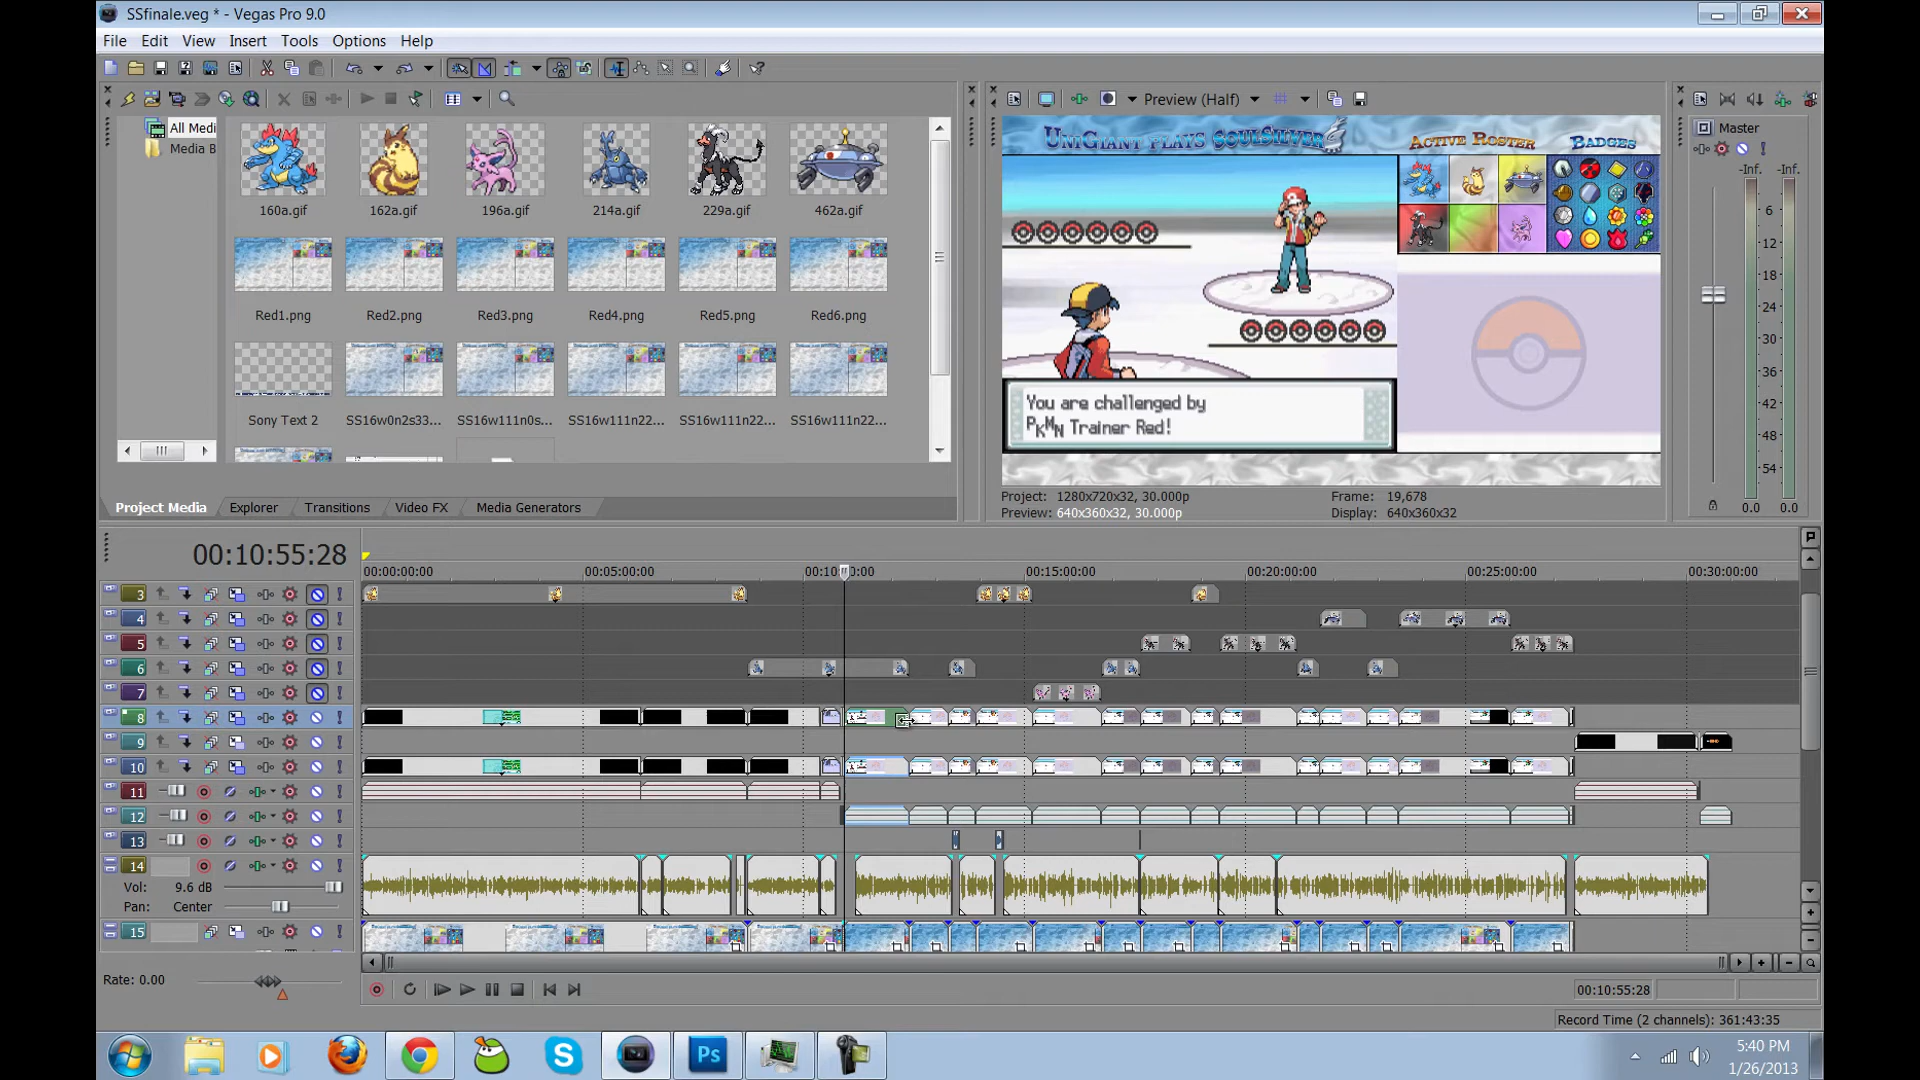 SSfinale.veg * - Vegas Pro 9.0
File Edit View Insert Tools Options Help
All Medi
Media B
160a.gif 162a.gif 196a.gif 214a.gif 229a.gif 462a.gif
Red1.png Red2.png Red3.png Red4.png Red5.png Red6.png
Sony Text 2 SS16w0n2s33... SS16w111n0s... SS16w111n22... SS16w111n22... SS16w111n22...
Project Media Explorer Transitions Video FX Media Generators
Preview (Half)
UniGiant plays SoulSilver
Active Roster
Badges
You are challenged by
PKMN Trainer Red!
Project: 1280x720x32, 30.000p
Preview: 640x360x32, 30.000p
Frame: 19,678
Display: 640x360x32
Master
-Inf. -Inf.
6
12
18
24
30
36
42
48
54
0.0 0.0
00:10:55:28
00:00:00:00 00:05:00:00 00:10:00:00 00:15:00:00 00:20:00:00 00:25:00:00 00:30:00:00
3
4
5
6
7
8
9
10
11
12
13
14
Vol: 9.6 dB
Pan: Center
15
Rate: 0.00
00:10:55:28
Record Time (2 channels): 361:43:35
Ps
5:40 PM
1/26/2013